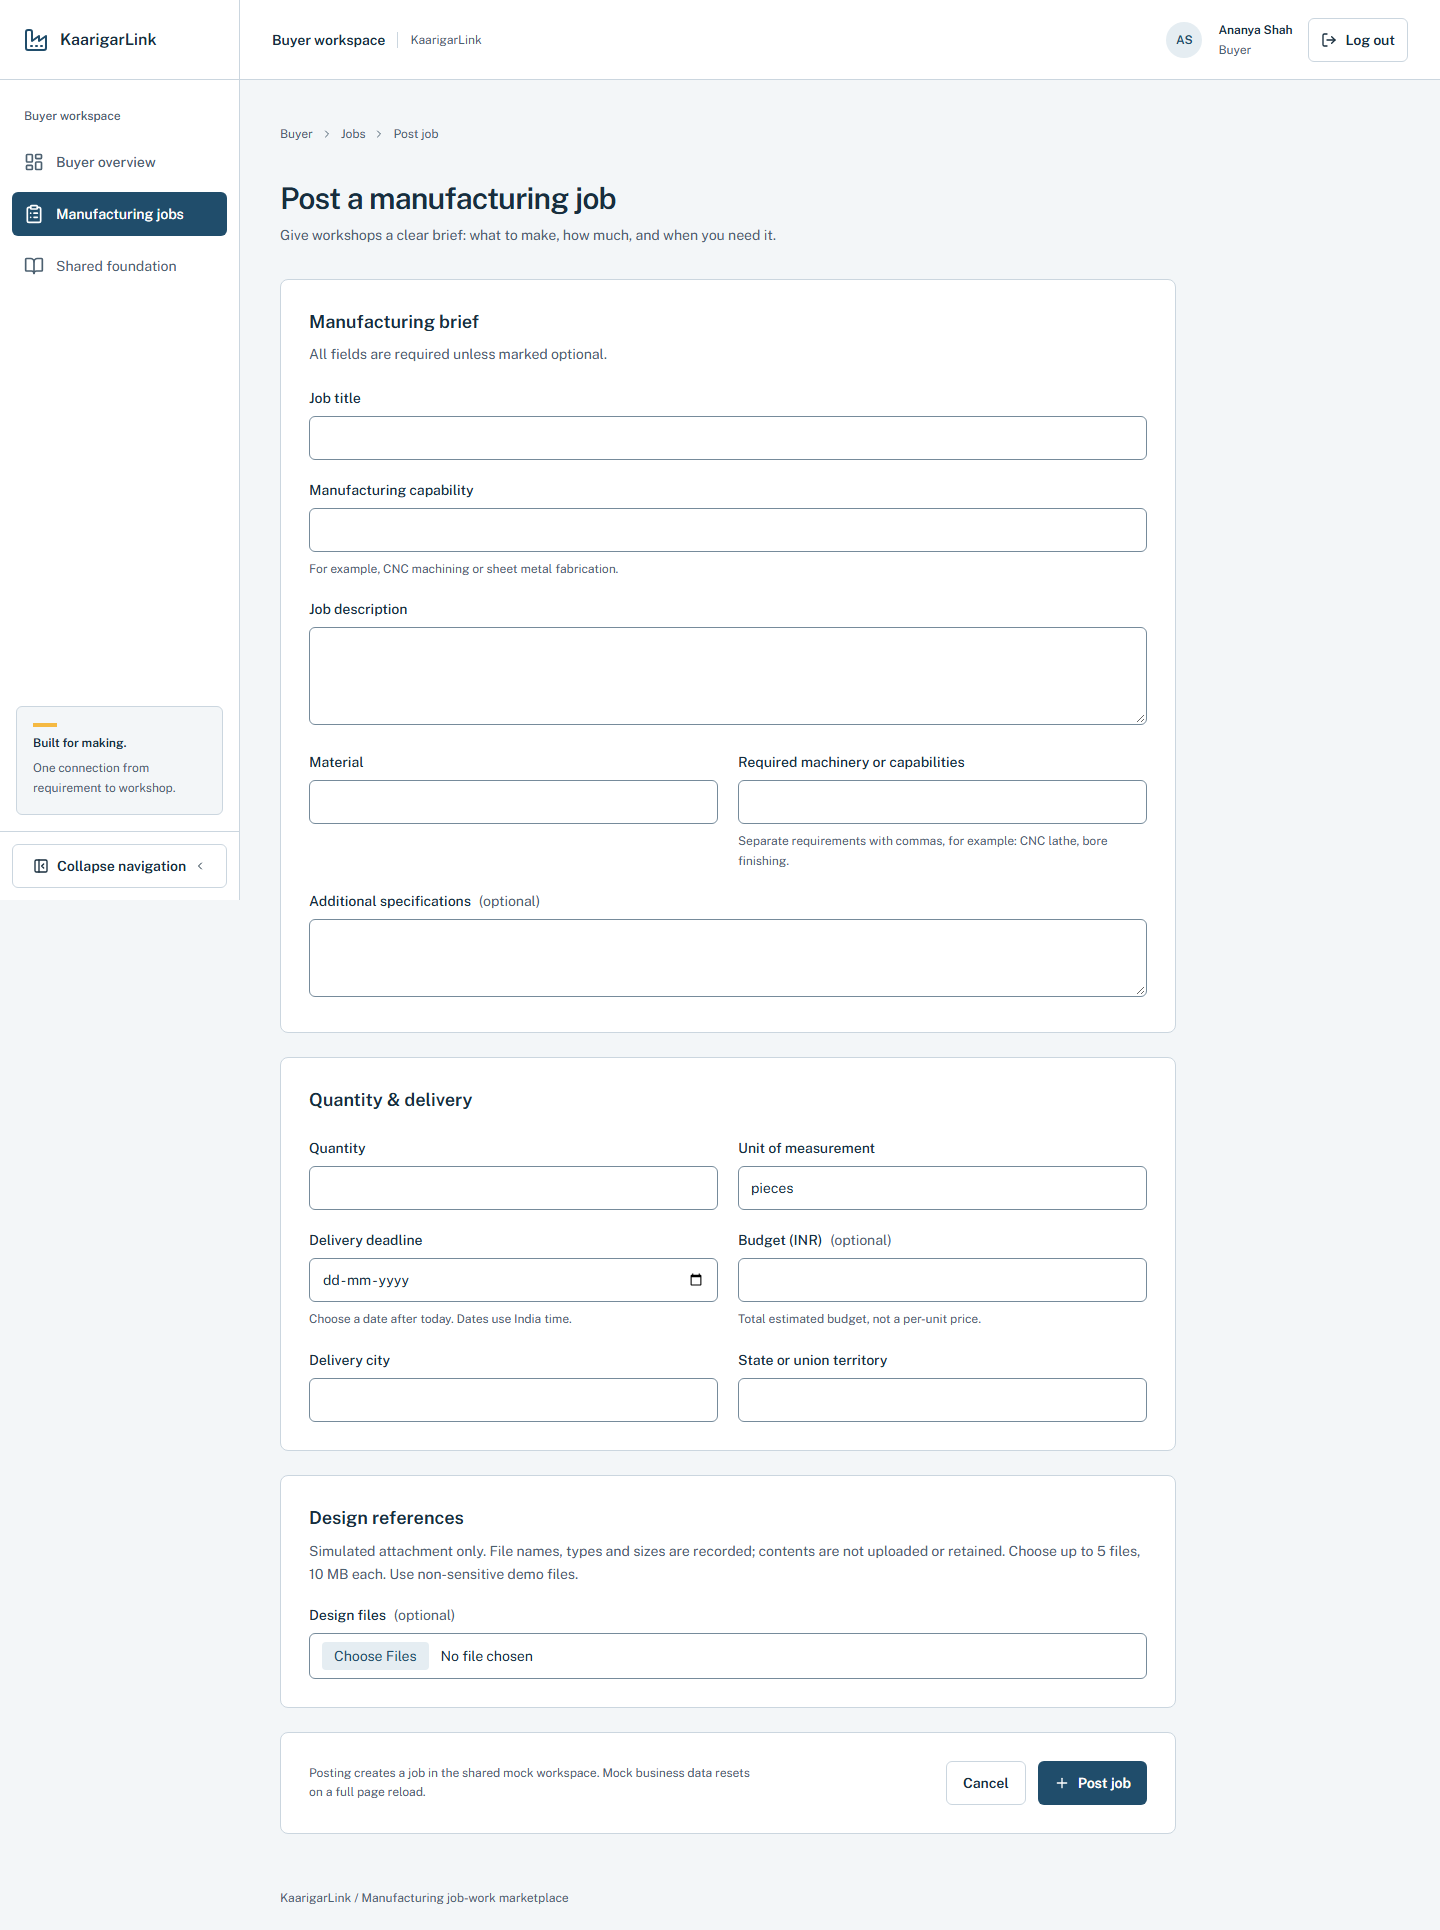 KaarigarLink
Buyer workspace
KaarigarLink
AS
Ananya Shah
Buyer
Log out
Buyer workspace
Buyer overview
Manufacturing jobs
Shared foundation
Built for making.
One connection from
requirement to workshop.
Collapse navigation
Buyer > Jobs > Post job
Post a manufacturing job
Give workshops a clear brief: what to make, how much, and when you need it.
Manufacturing brief
All fields are required unless marked optional.
Job title
Manufacturing capability
For example, CNC machining or sheet metal fabrication.
Job description
Material
Required machinery or capabilities
Separate requirements with commas, for example: CNC lathe, bore
finishing.
Additional specifications (optional)
Quantity & delivery
Quantity
Unit of measurement
pieces
Delivery deadline
Budget (INR) (optional)
dd-mm-yyyy
Choose a date after today. Dates use India time.
Total estimated budget, not a per-unit price.
Delivery city
State or union territory
Design references
Simulated attachment only. File names, types and sizes are recorded; contents are not uploaded or retained. Choose up to 5 files,
10 MB each. Use non-sensitive demo files.
Design files (optional)
Choose Files No file chosen
Posting creates a job in the shared mock workspace. Mock business data resets
on a full page reload.
Cancel
Post job
KaarigarLink / Manufacturing job-work marketplace